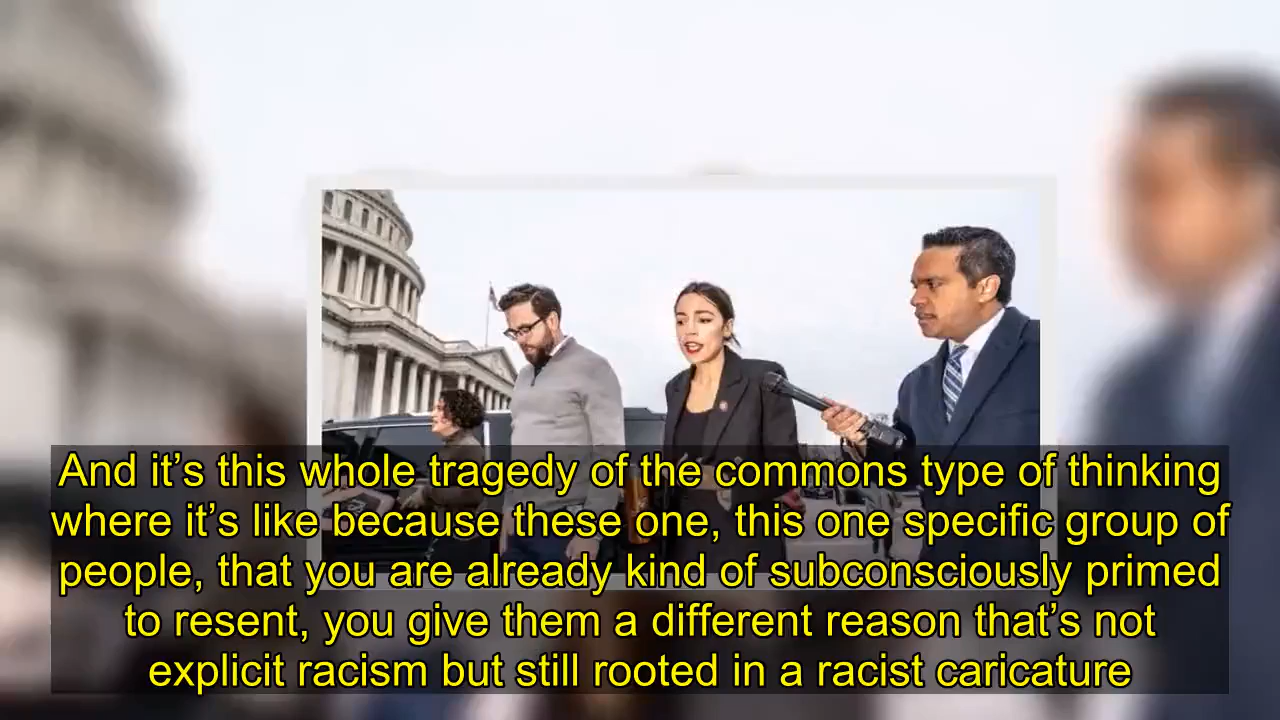 And it’s this whole tragedy of the commons type of thinking
where it’s like because these one, this one specific group of
people, that you are already kind of subconsciously primed
to resent, you give them a different reason that’s not
explicit racism but still rooted in a racist caricature